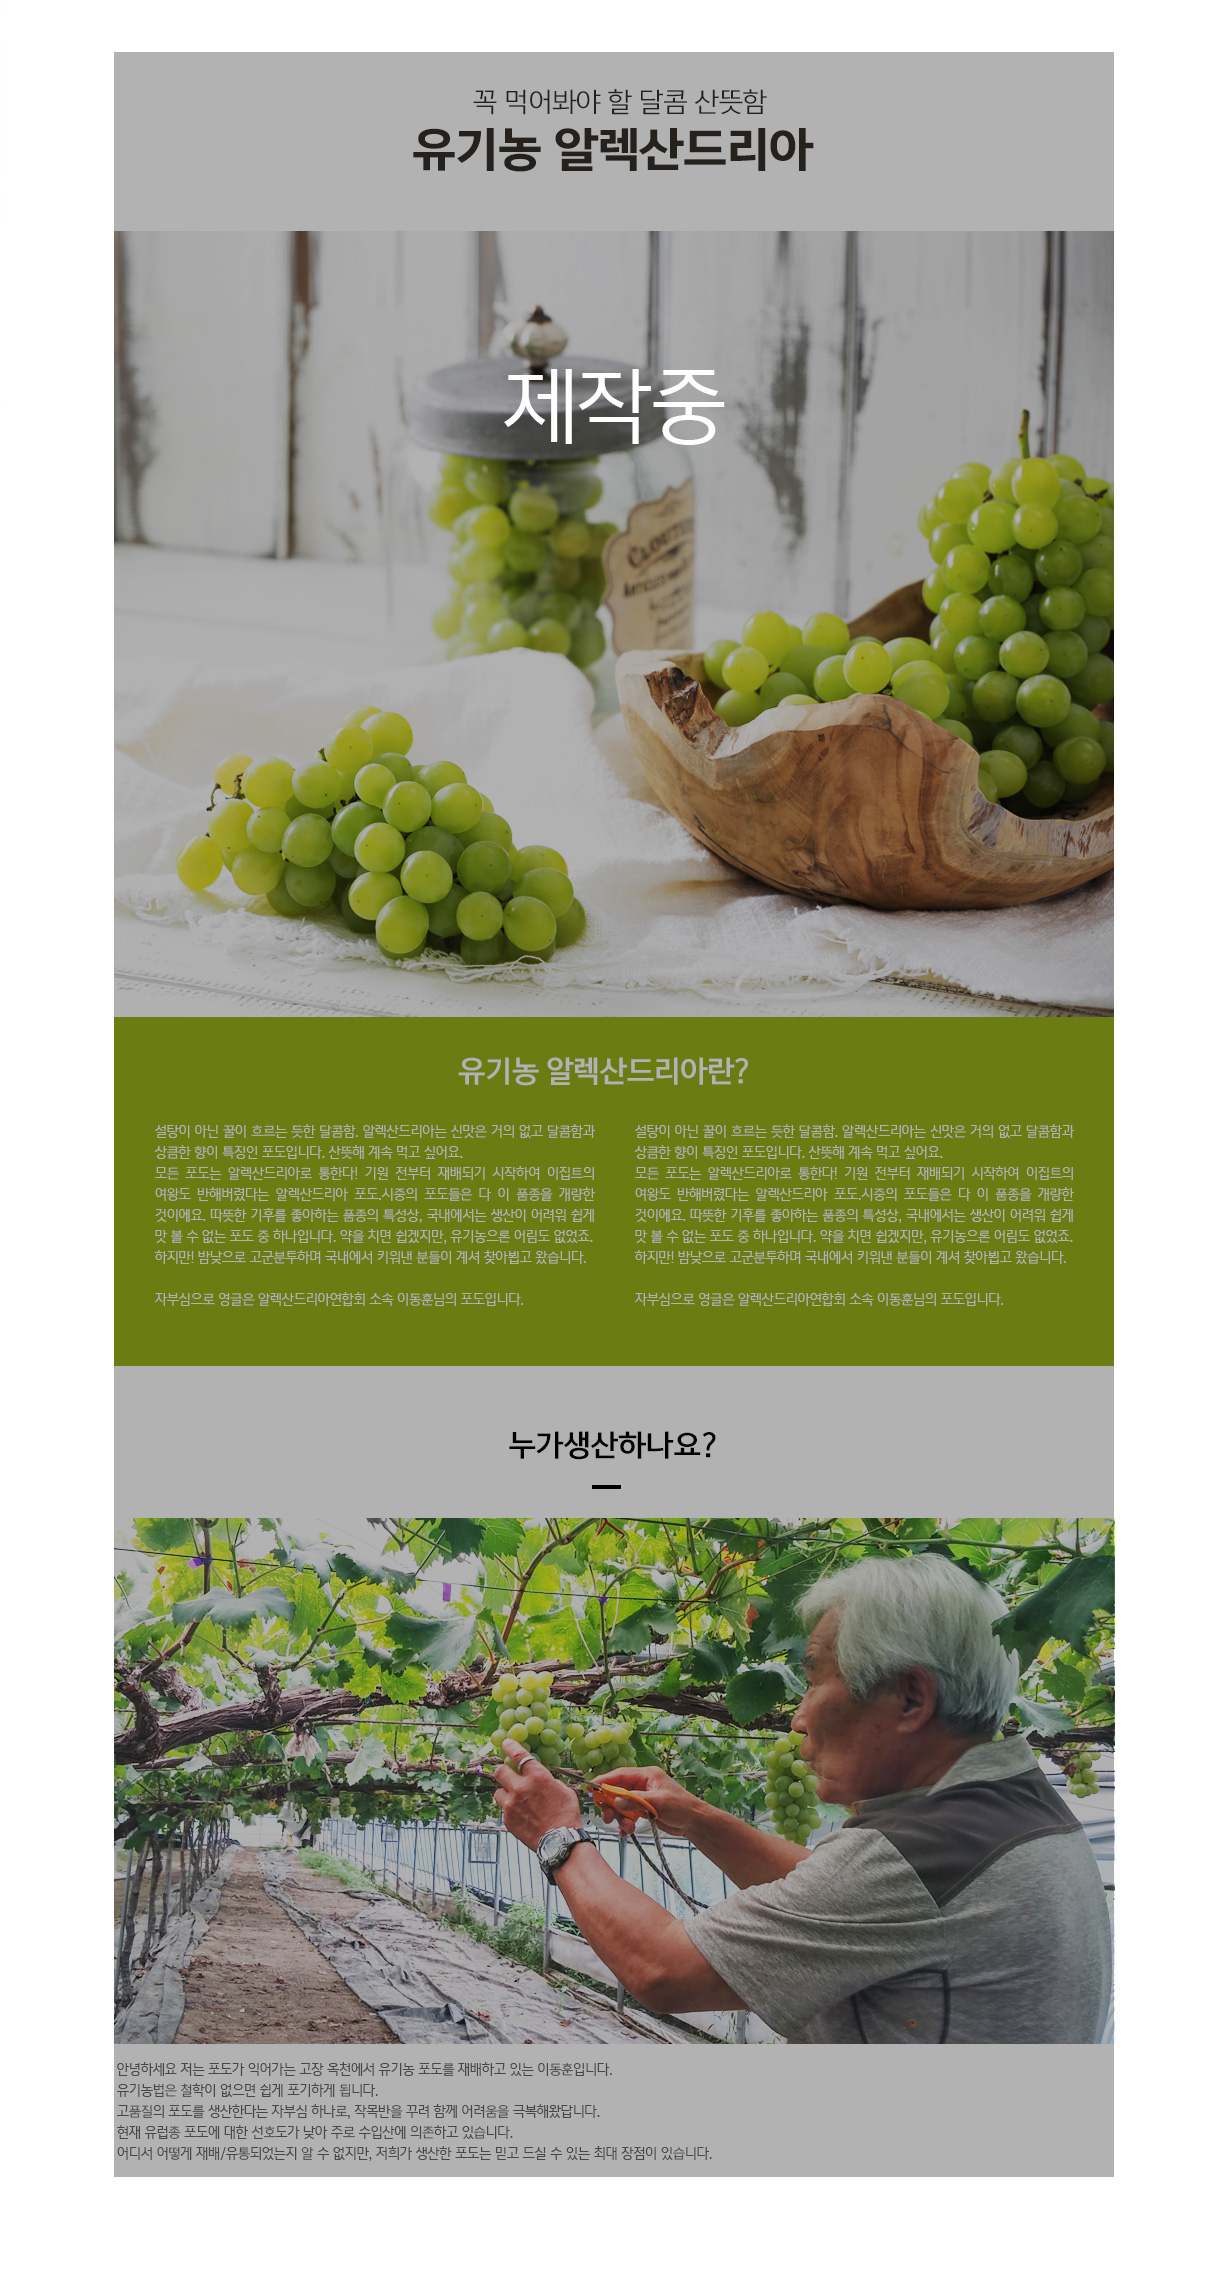 꼭 먹어봐야 할 달콤 산뜻함
유기농 알렉산드리아
제작중
유기농 알렉산드리아란?
설탕이 아닌 꿀이 흐르는 듯한 달콤함. 알렉산드리아는 신맛은 거의 없고 달콤함과
상큼한 향이 특징인 포도입니다. 산뜻해 계속 먹고 싶어요.
모든 포도는 알렉산드리아로 통한다! 기원 전부터 재배되기 시작하여 이집트의
여왕도 반해버렸다는 알렉산드리아 포도.시중의 포도들은 다 이 품종을 개량한
것이에요. 따뜻한 기후를 좋아하는 품종의 특성상, 국내에서는 생산이 어려워 쉽게
맛 볼 수 없는 포도 중 하나입니다. 약을 치면 쉽겠지만, 유기농으론 어림도 없었죠.
하지만! 밤낮으로 고군분투하며 국내에서 키워낸 분들이 계셔 찾아뵙고 왔습니다.
자부심으로 영글은 알렉산드리아연합회 소속 이동훈님의 포도입니다.
설탕이 아닌 꿀이 흐르는 듯한 달콤함. 알렉산드리아는 신맛은 거의 없고 달콤함과
상큼한 향이 특징인 포도입니다. 산뜻해 계속 먹고 싶어요.
모든 포도는 알렉산드리아로 통한다! 기원 전부터 재배되기 시작하여 이집트의
여왕도 반해버렸다는 알렉산드리아 포도.시중의 포도들은 다 이 품종을 개량한
것이에요. 따뜻한 기후를 좋아하는 품종의 특성상, 국내에서는 생산이 어려워 쉽게
맛 볼 수 없는 포도 중 하나입니다. 약을 치면 쉽겠지만, 유기농으론 어림도 없었죠.
하지만! 밤낮으로 고군분투하며 국내에서 키워낸 분들이 계셔 찾아뵙고 왔습니다.
자부심으로 영글은 알렉산드리아연합회 소속 이동훈님의 포도입니다.
누가생산하나요?
안녕하세요 저는 포도가 익어가는 고장 옥천에서 유기농 포도를 재배하고 있는 이동훈입니다.
유기농법은 철학이 없으면 쉽게 포기하게 됩니다.
고품질의 포도를 생산한다는 자부심 하나로, 작목반을 꾸려 함께 어려움을 극복해왔답니다.
현재 유럽종 포도에 대한 선호도가 낮아 주로 수입산에 의존하고 있습니다.
어디서 어떻게 재배/유통되었는지 알 수 없지만, 저희가 생산한 포도는 믿고 드실 수 있는 최대 장점이 있습니다.